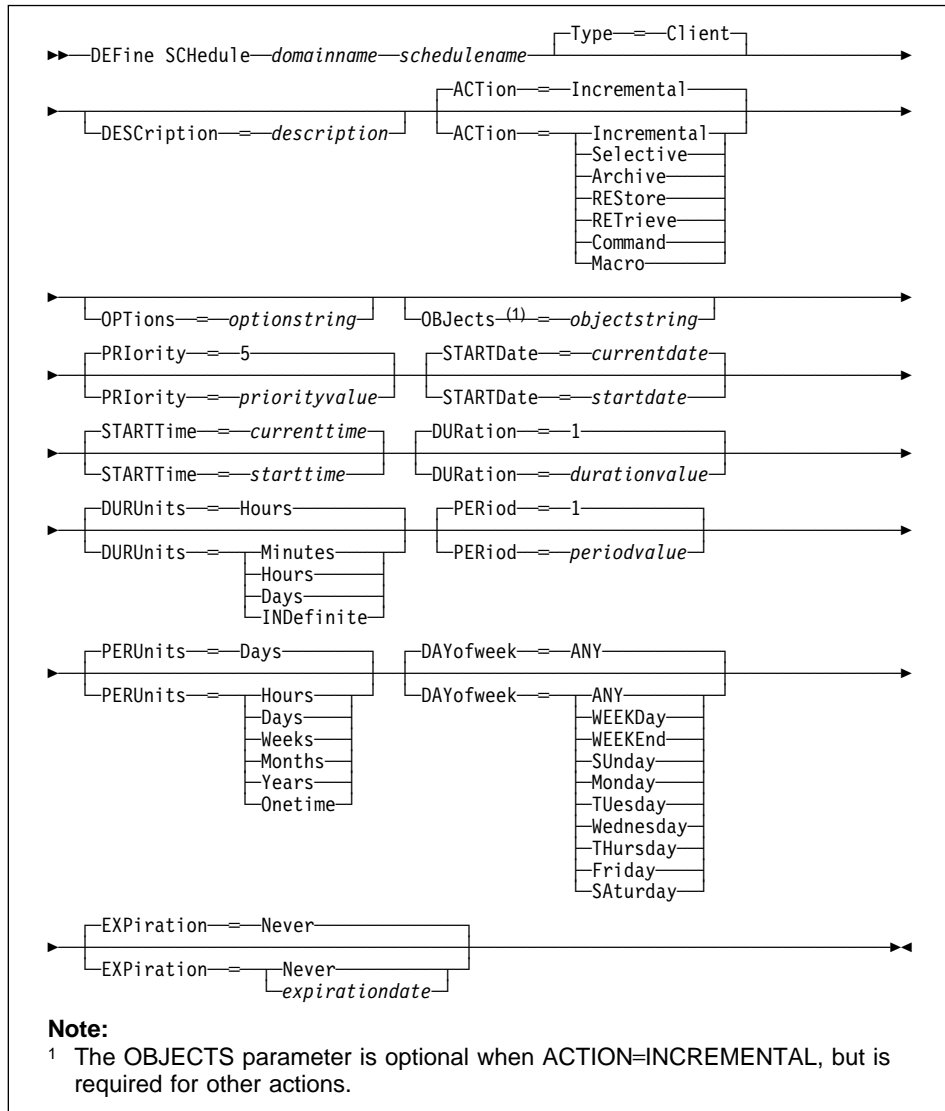 Type = Client
DEFine SCHedule domainname schedulename
ACTion = Incremental
DESCription = description
ACTion = Incremental
Selective
Archive
REStore
RETrieve
Command
Macro
OPTions = optionstring
OBJects (1) = objectstring
PRIority = 5
STARTDate = currentdate
PRIority = priorityvalue
STARTDate = startdate
STARTTime = currenttime
DURation = 1
STARTTime = starttime
DURation = durationvalue
DURUnits = Hours
PERiod = 1
DURUnits = Minutes
PERiod = periodvalue
Hours
Days
INDefinite
PERUnits = Days
DAYofweek = ANY
PERUnits = Hours
DAYofweek = ANY
Days
WEEKDay
Weeks
WEEKEnd
Months
SUnday
Years
Monday
Onetime
TUesday
Wednesday
THursday
Friday
SAturday
EXPiration = Never
EXPiration = Never
expirationdate
Note:
1 The OBJECTS parameter is optional when ACTION=INCREMENTAL, but is
required for other actions.